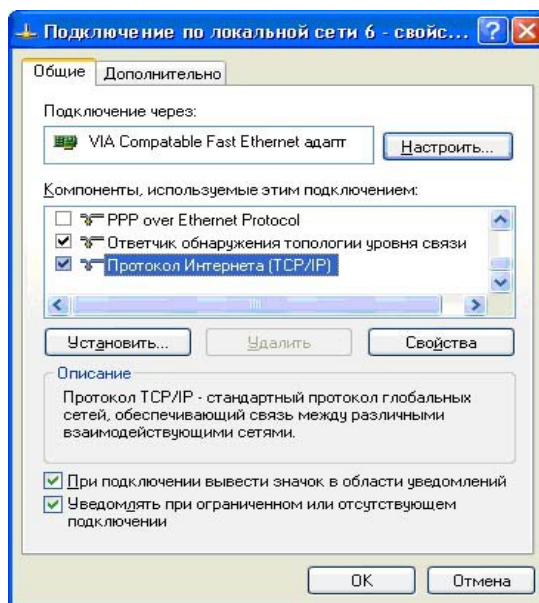 Подключение по локальной сети 6 - свойс...
Общие
Дополнительно
Подключение через:
VIA Compatable Fast Ethernet адапт
Настроить...
Компоненты, используемые этим подключением:
PPP over Ethernet Protocol
Ответчик обнаружения топологии уровня связи
Протокол Интернета (TCP/IP)
Установить...
Удалить
Свойства
Описание
Протокол TCP/IP - стандартный протокол глобальных
сетей, обеспечивающий связь между различными
взаимодействующими сетями.
При подключении вывести значок в области уведомлений
Уведомлять при ограниченном или отсутствующем
подключении
OK
Отмена